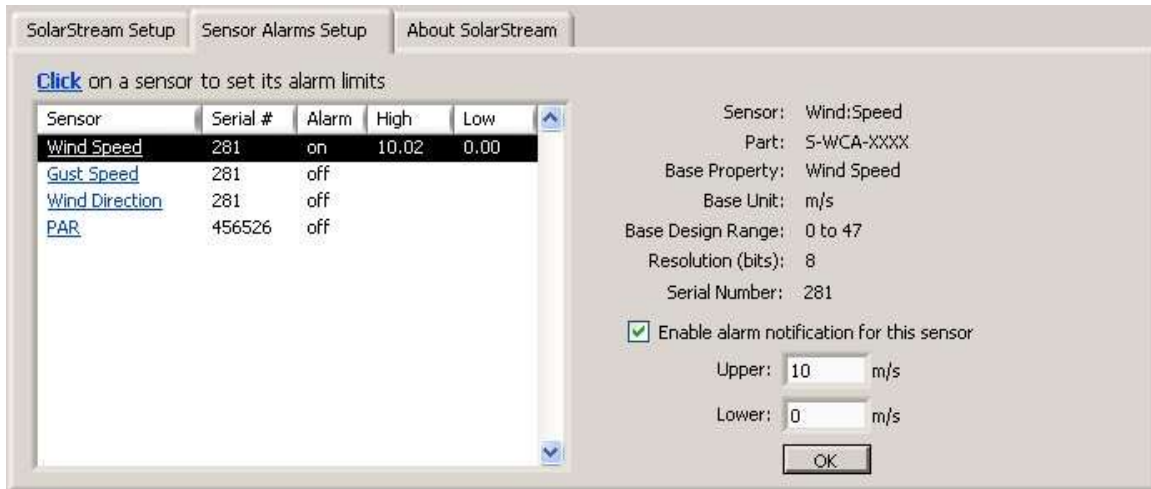 SolarStream Setup Sensor Alarms Setup About SolarStream
Click on a sensor to set its alarm limits
Sensor Serial # Alarm High Low
Wind Speed 281 on 10.02 0.00
Gust Speed 281 off
Wind Direction 281 off
PAR 456526 off
Sensor: Wind:Speed
Part: S-WCA-XXXX
Base Property: Wind Speed
Base Unit: m/s
Base Design Range: 0 to 47
Resolution (bits): 8
Serial Number: 281
Enable alarm notification for this sensor
Upper: 10 m/s
Lower: 0 m/s
OK